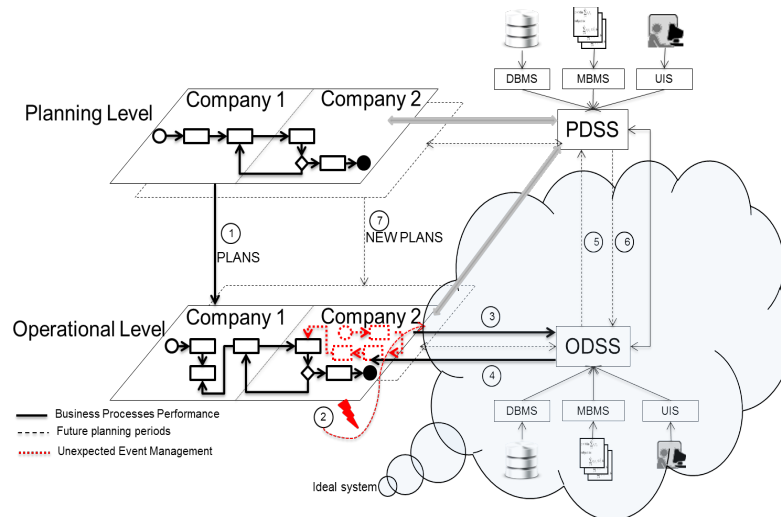 DBMS
MBMS
UIS
Planning Level
Company 1
Company 2
PDSS
1
PLANS
7
NEW PLANS
5
6
Operational Level
Company 1
Company 2
3
ODSS
4
2
DBMS
MBMS
UIS
Business Processes Performance
Future planning periods
Unexpected Event Management
Ideal system